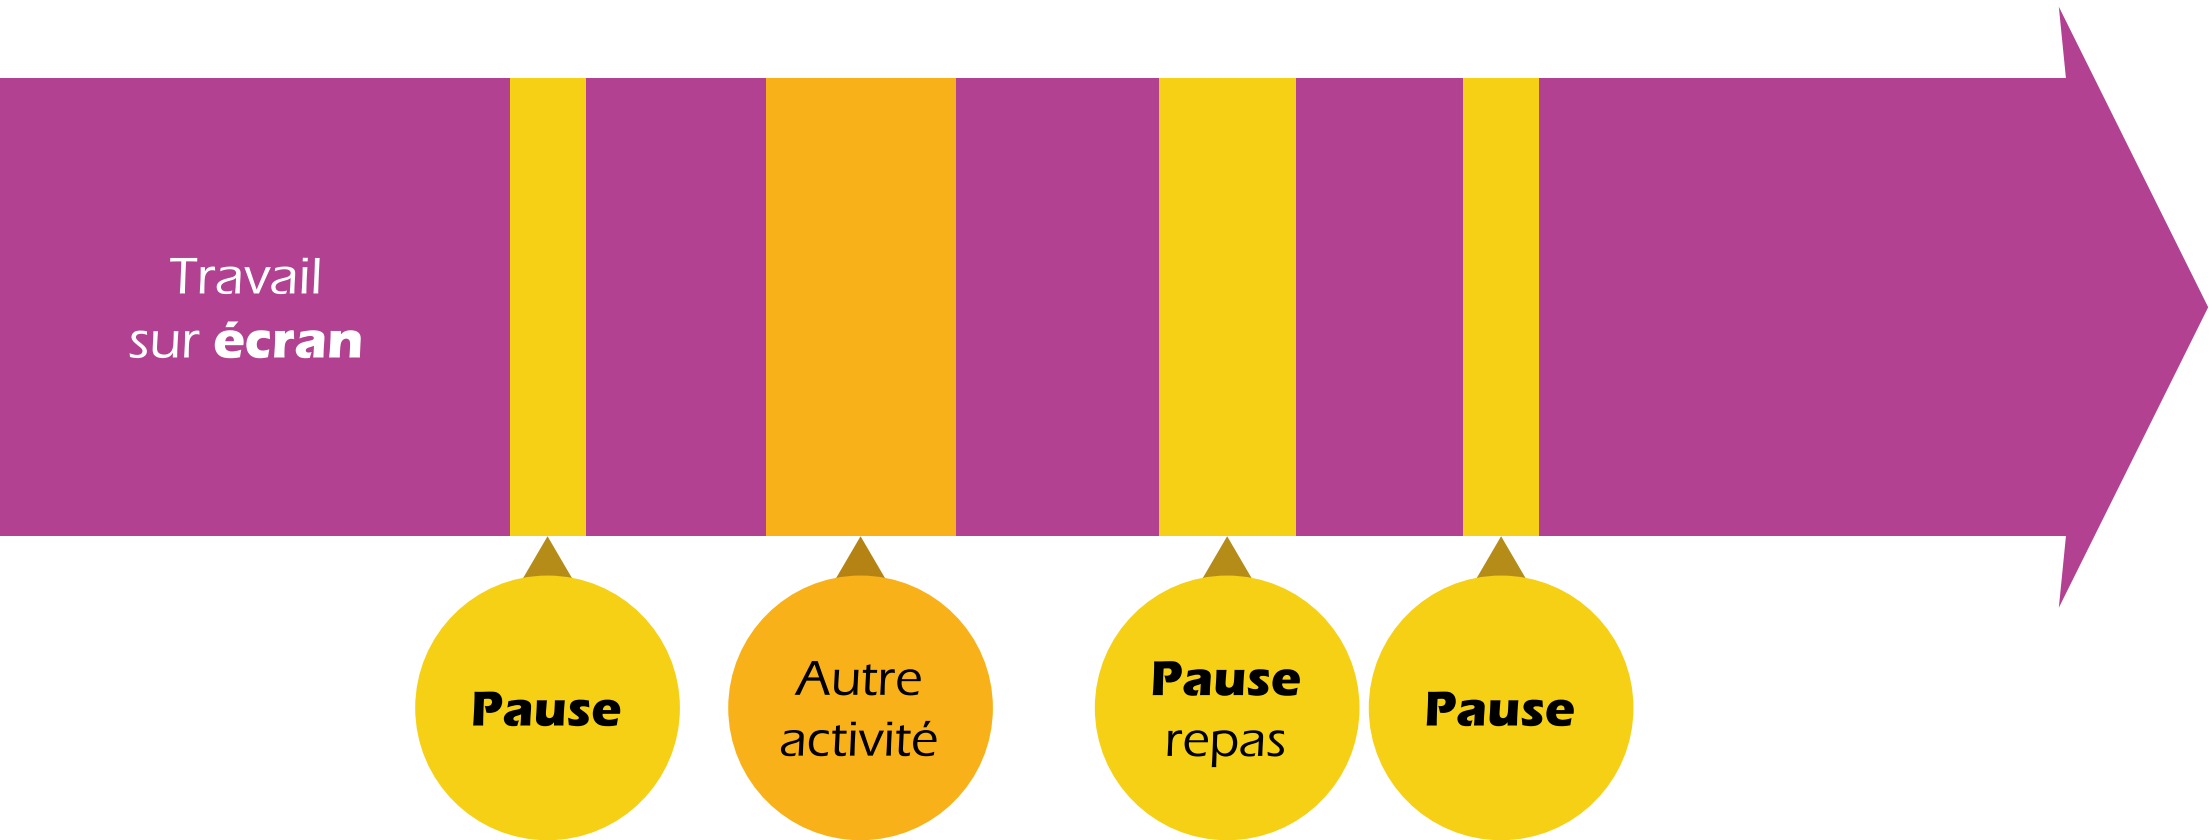 Travail
sur écran
Pause
Autre
activité
Pause
repas
Pause